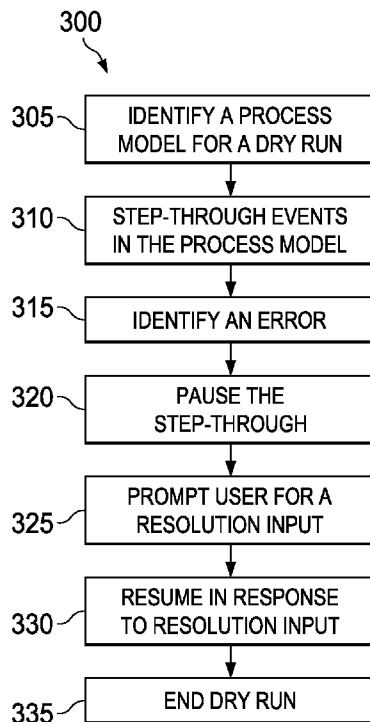 300
305
IDENTIFY A PROCESS
MODEL FOR A DRY RUN
310
STEP-THROUGH EVENTS
IN THE PROCESS MODEL
315
IDENTIFY AN ERROR
320
PAUSE THE
STEP-THROUGH
325
PROMPT USER FOR A
RESOLUTION INPUT
330
RESUME IN RESPONSE
TO RESOLUTION INPUT
335
END DRY RUN